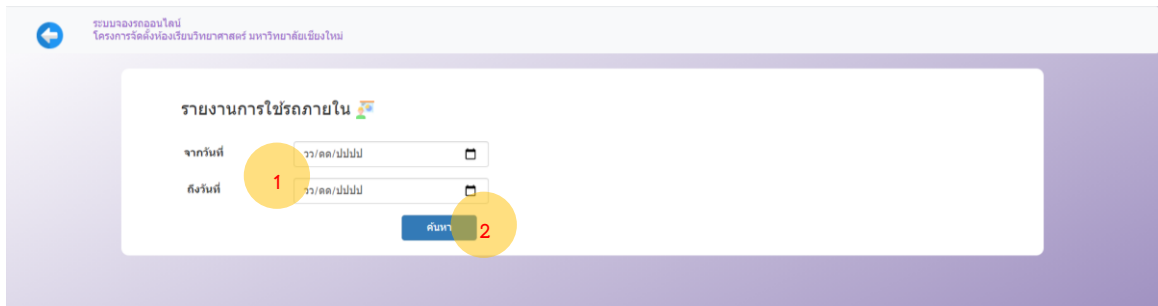 ระบบจองรถออนไลน์
โครงการจัดตั้งห้องเรียนวิทยาศาสตร์ มหาวิทยาลัยเชียงใหม่
รายงานการใช้รถภายใน
จากวันที่ วว/ดด/ปปปป
1
ถึงวันที่ วว/ดด/ปปปป
ค้นหา 2